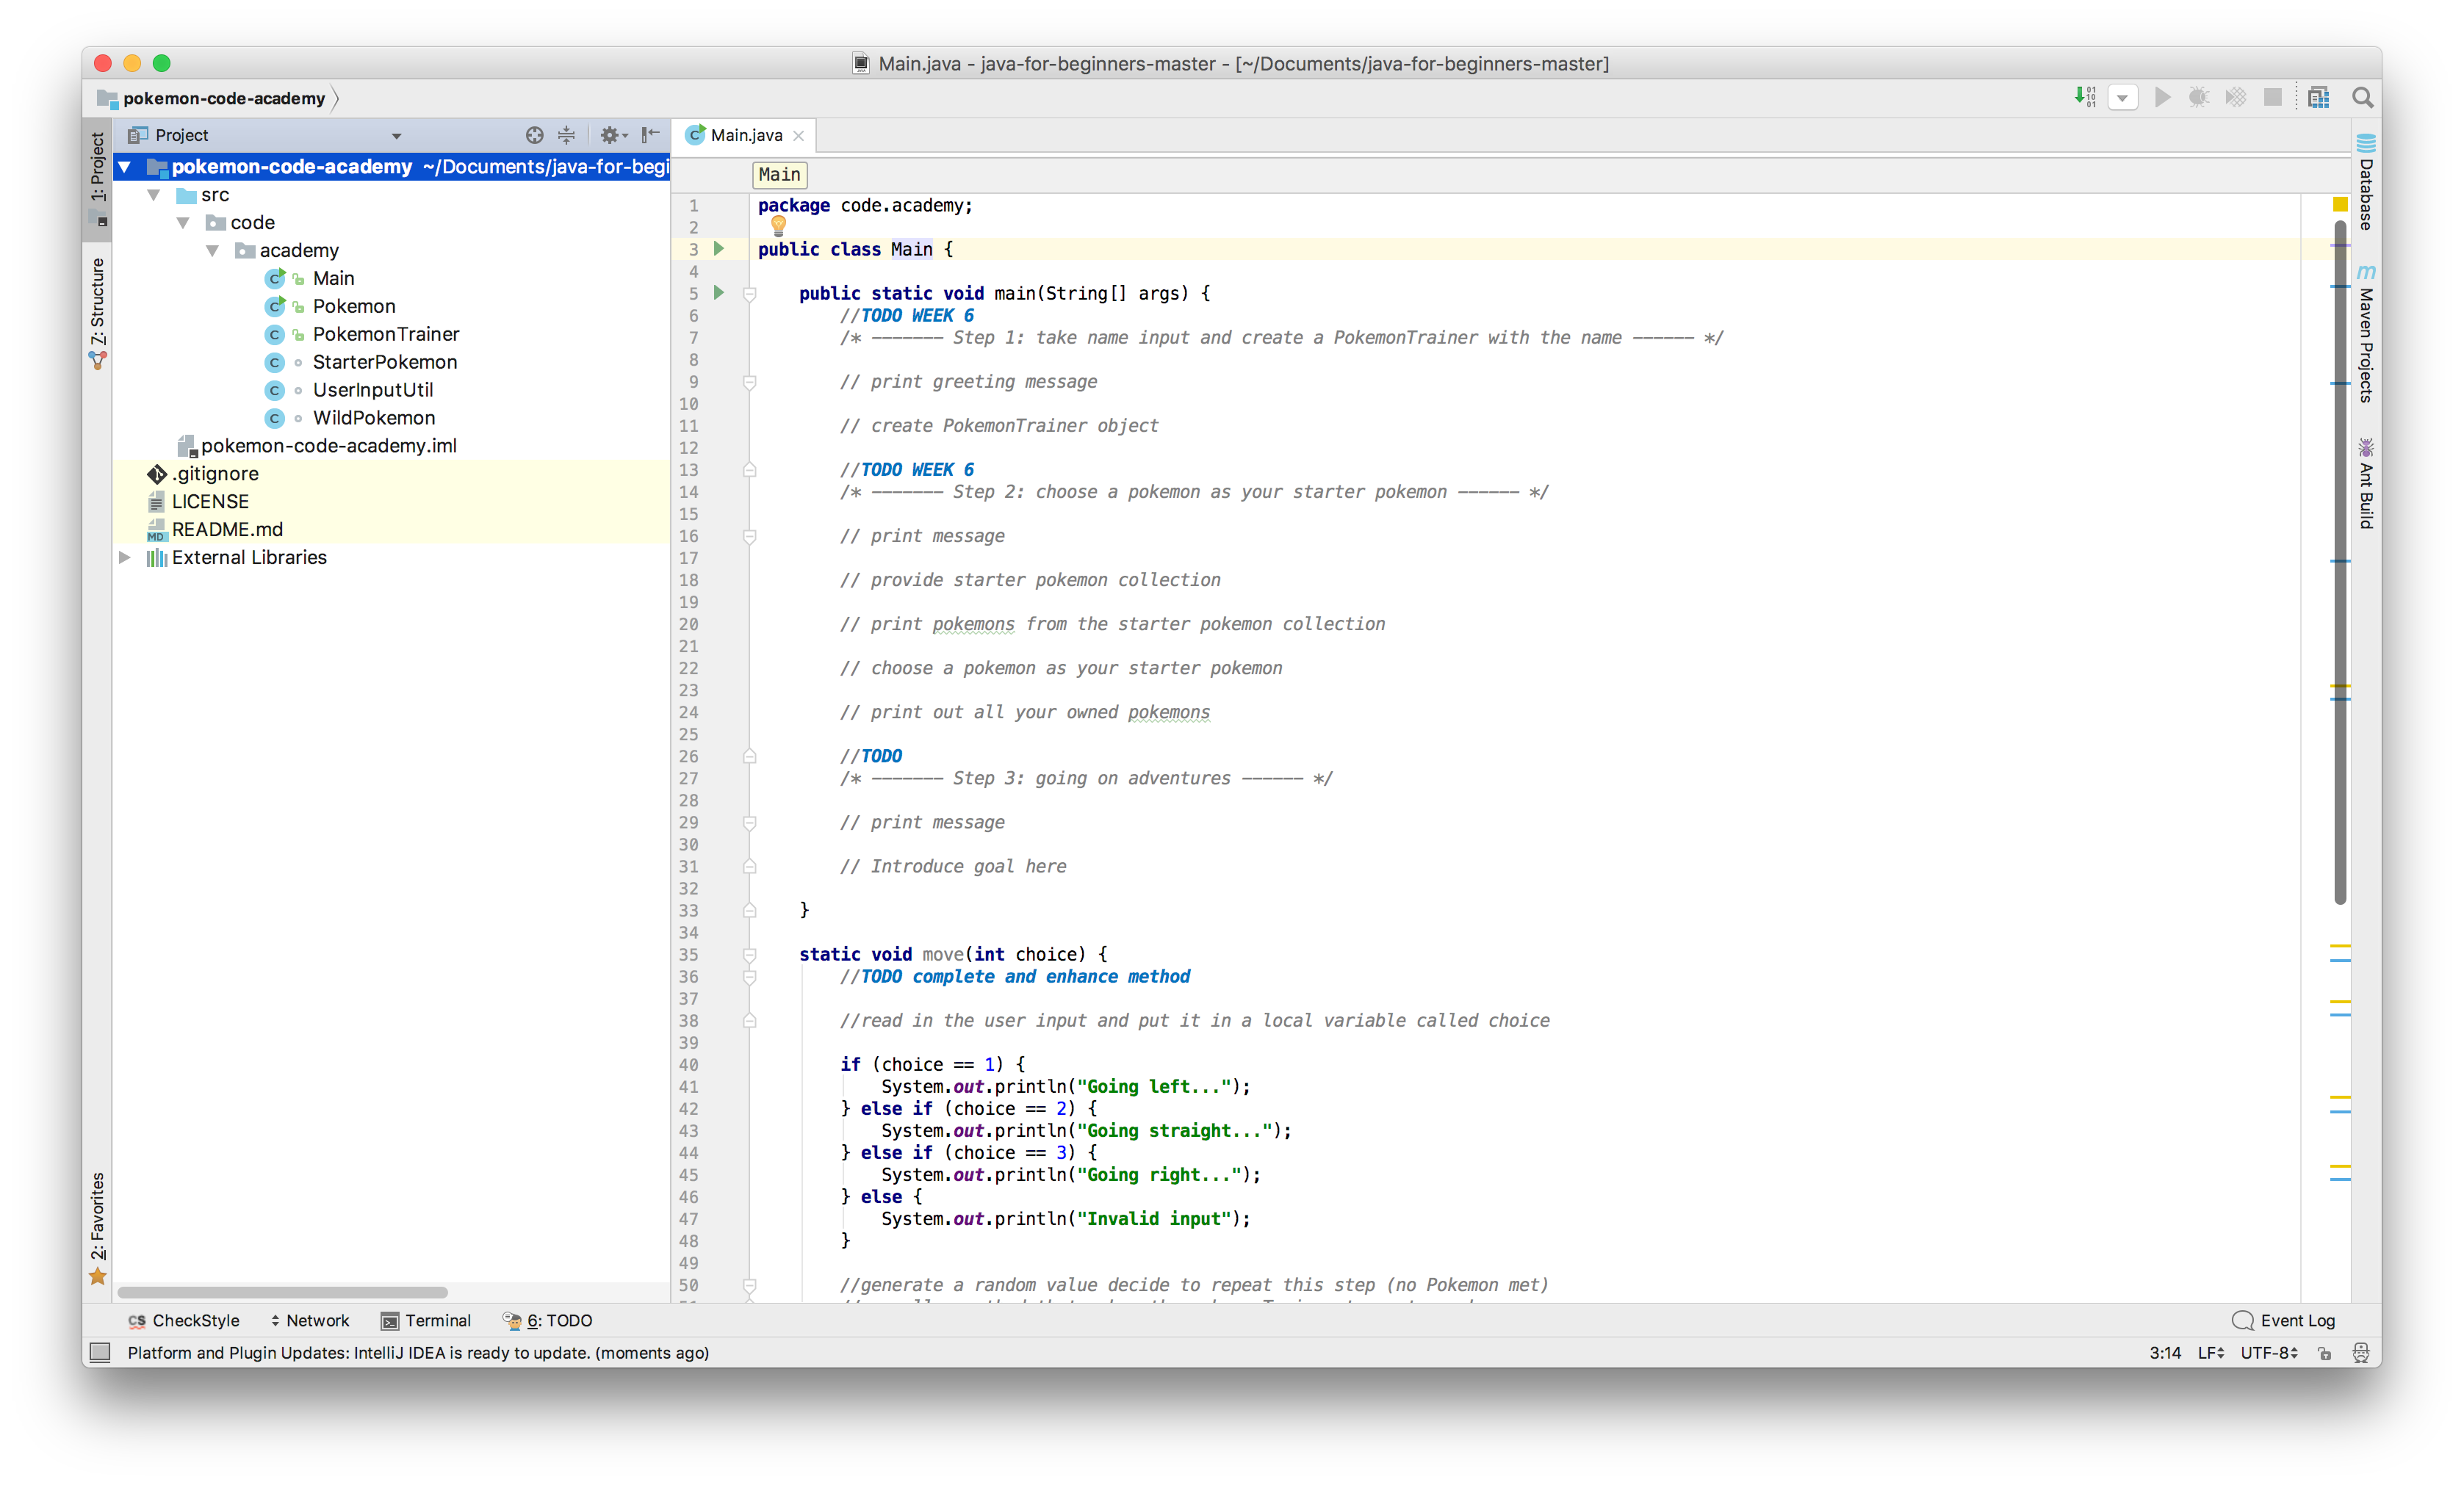 Main.java - java-for-beginners-master - [~/Documents/java-for-beginners-master]
pokemon-code-academy
1: Project
7: Structure
2: Favorites
Project
pokemon-code-academy ~/Documents/java-for-begi
src
code
academy
Main
Pokemon
PokemonTrainer
StarterPokemon
UserInputUtil
WildPokemon
pokemon-code-academy.iml
.gitignore
LICENSE
README.md
External Libraries
Main.java
Main
1 package code.academy;
2
3 public class Main {
4
5 public static void main(String[] args) {
6 //TODO WEEK 6
7 /* ------- Step 1: take name input and create a PokemonTrainer with the name ------ */
8
9 // print greeting message
10
11 // create PokemonTrainer object
12
13 //TODO WEEK 6
14 /* ------- Step 2: choose a pokemon as your starter pokemon ------ */
15
16 // print message
17
18 // provide starter pokemon collection
19
20 // print pokemons from the starter pokemon collection
21
22 // choose a pokemon as your starter pokemon
23
24 // print out all your owned pokemons
25
26 //TODO
27 /* ------- Step 3: going on adventures ------ */
28
29 // print message
30
31 // Introduce goal here
32
33 }
34
35 static void move(int choice) {
36 //TODO complete and enhance method
37
38 //read in the user input and put it in a local variable called choice
39
40 if (choice == 1) {
41 System.out.println("Going left...");
42 } else if (choice == 2) {
43 System.out.println("Going straight...");
44 } else if (choice == 3) {
45 System.out.println("Going right...");
46 } else {
47 System.out.println("Invalid input");
48 }
49
50 //generate a random value decide to repeat this step (no Pokemon met)
Database
Maven Projects
Ant Build
CheckStyle
Network
Terminal
6: TODO
Event Log
Platform and Plugin Updates: IntelliJ IDEA is ready to update. (moments ago)
3:14 LF UTF-8